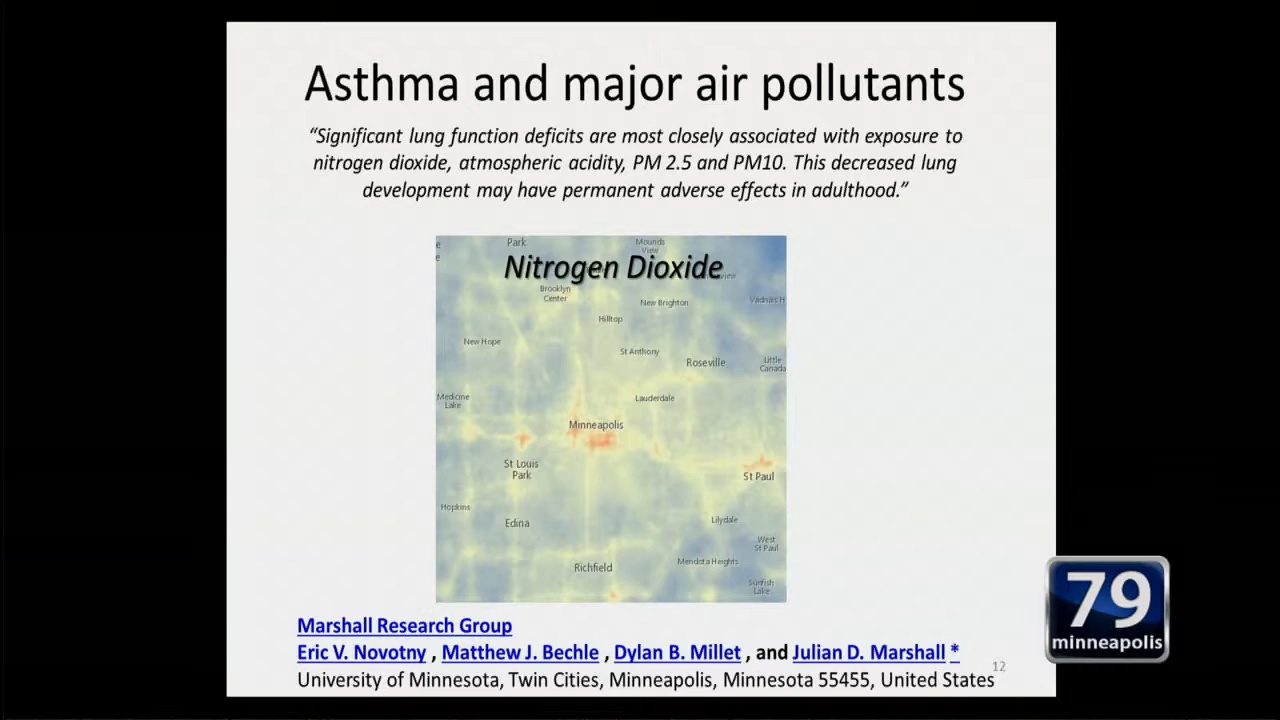 Asthma and major air pollutants
“Significant lung function deficits are most closely associated with exposure to
nitrogen dioxide, atmospheric acidity, PM 2.5 and PM10. This decreased lung
development may have permanent adverse effects in adulthood.”
Park
Mounds
View
Nitrogen Dioxide
Brooklyn
Center
New Brighton
Vadnais H
Hilltop
New Hope
St Anthony
Roseville
Little
Canada
Medicine
Lake
Lauderdale
Minneapolis
St Louis
Park
St Paul
Hopkins
Edina
Lilydale
West
St Paul
Richfield
Mendota Heights
Sunfish
Lake
Marshall Research Group
Eric V. Novotny , Matthew J. Bechle , Dylan B. Millet , and Julian D. Marshall *
University of Minnesota, Twin Cities, Minneapolis, Minnesota 55455, United States
12
79
minneapolis